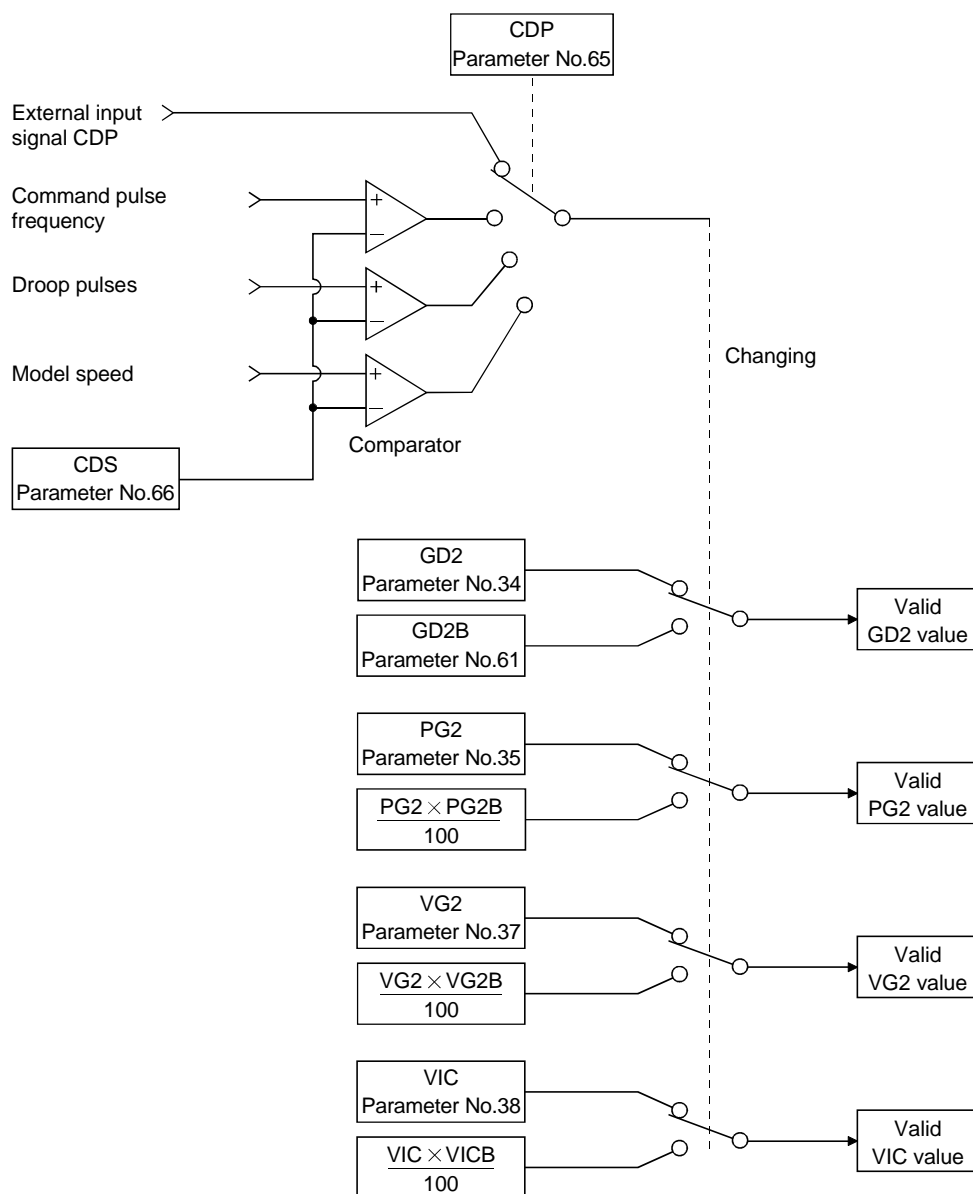 CDP
Parameter No.65
External input
signal CDP
Command pulse
frequency
+
−
Droop pulses
+
−
Model speed
+
−
Changing
Comparator
CDS
Parameter No.66
GD2
Parameter No.34
GD2B
Parameter No.61
Valid
GD2 value
PG2
Parameter No.35
PG2 × PG2B
100
Valid
PG2 value
VG2
Parameter No.37
VG2 × VG2B
100
Valid
VG2 value
VIC
Parameter No.38
VIC × VICB
100
Valid
VIC value